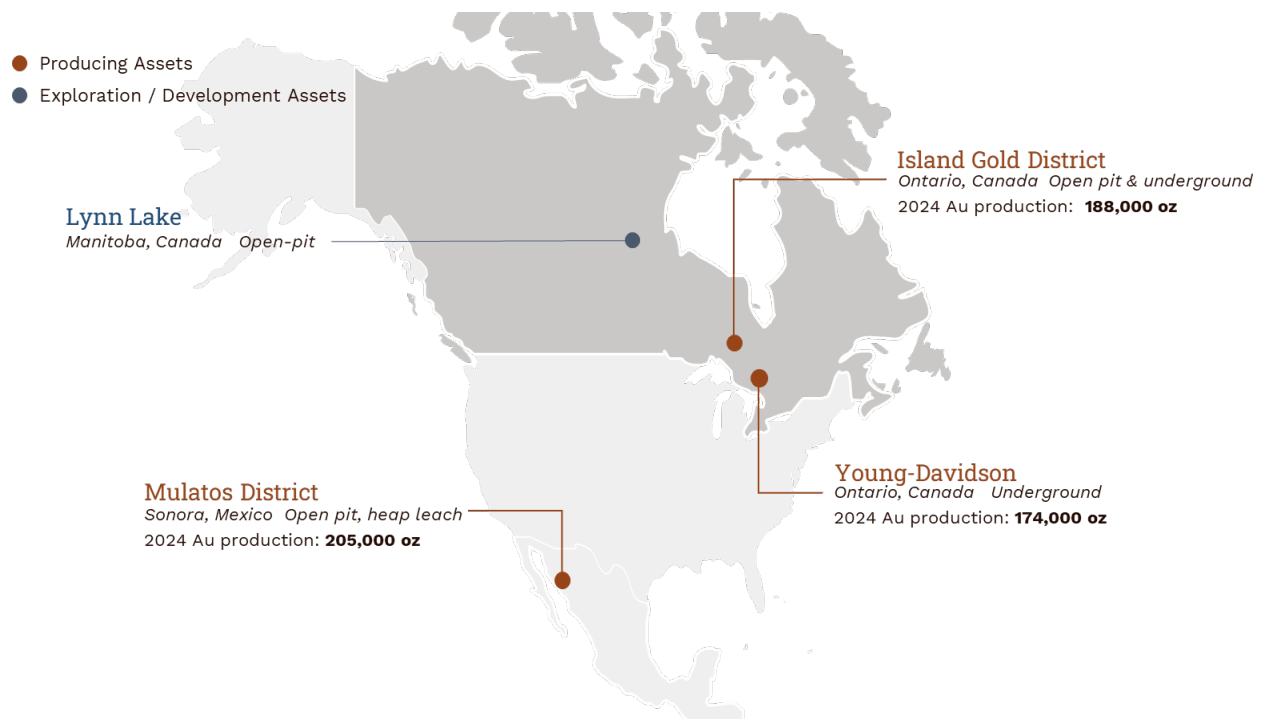 Producing Assets
Exploration / Development Assets
Island Gold District
Ontario, Canada Open pit & underground
2024 Au production: 188,000 oz
Lynn Lake
Manitoba, Canada Open-pit
Young-Davidson
Ontario, Canada Underground
2024 Au production: 174,000 oz
Mulatos District
Sonora, Mexico Open pit, heap leach
2024 Au production: 205,000 oz